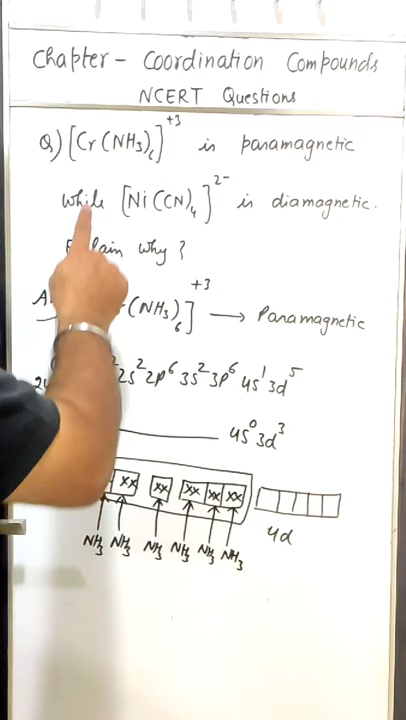 Chapter - Coordination Compounds
NCERT Questions
Q) [Cr(NH3)6]+3 is paramagnetic
while [Ni(CN)4]2- is diamagnetic.
why ?
(NH3)6]+3 → Paramagnetic
2s2 2p6 3s2 3p6 4s1 3d5
4s0 3d3
xx xx xx xx xx
NH3 NH3 NH3 NH3 NH3 NH3 4d